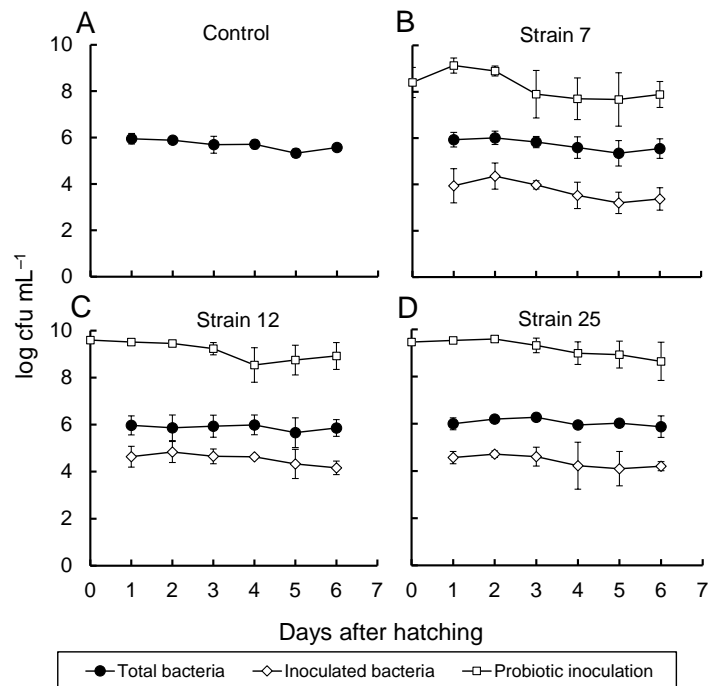 A
Control
B
Strain 7
10
8
6
4
2
0
C
Strain 12
D
Strain 25
10
8
6
4
2
0
log cfu mL⁻¹
0 1 2 3 4 5 6 7
0 1 2 3 4 5 6 7
Days after hatching
Total bacteria Inoculated bacteria Probiotic inoculation